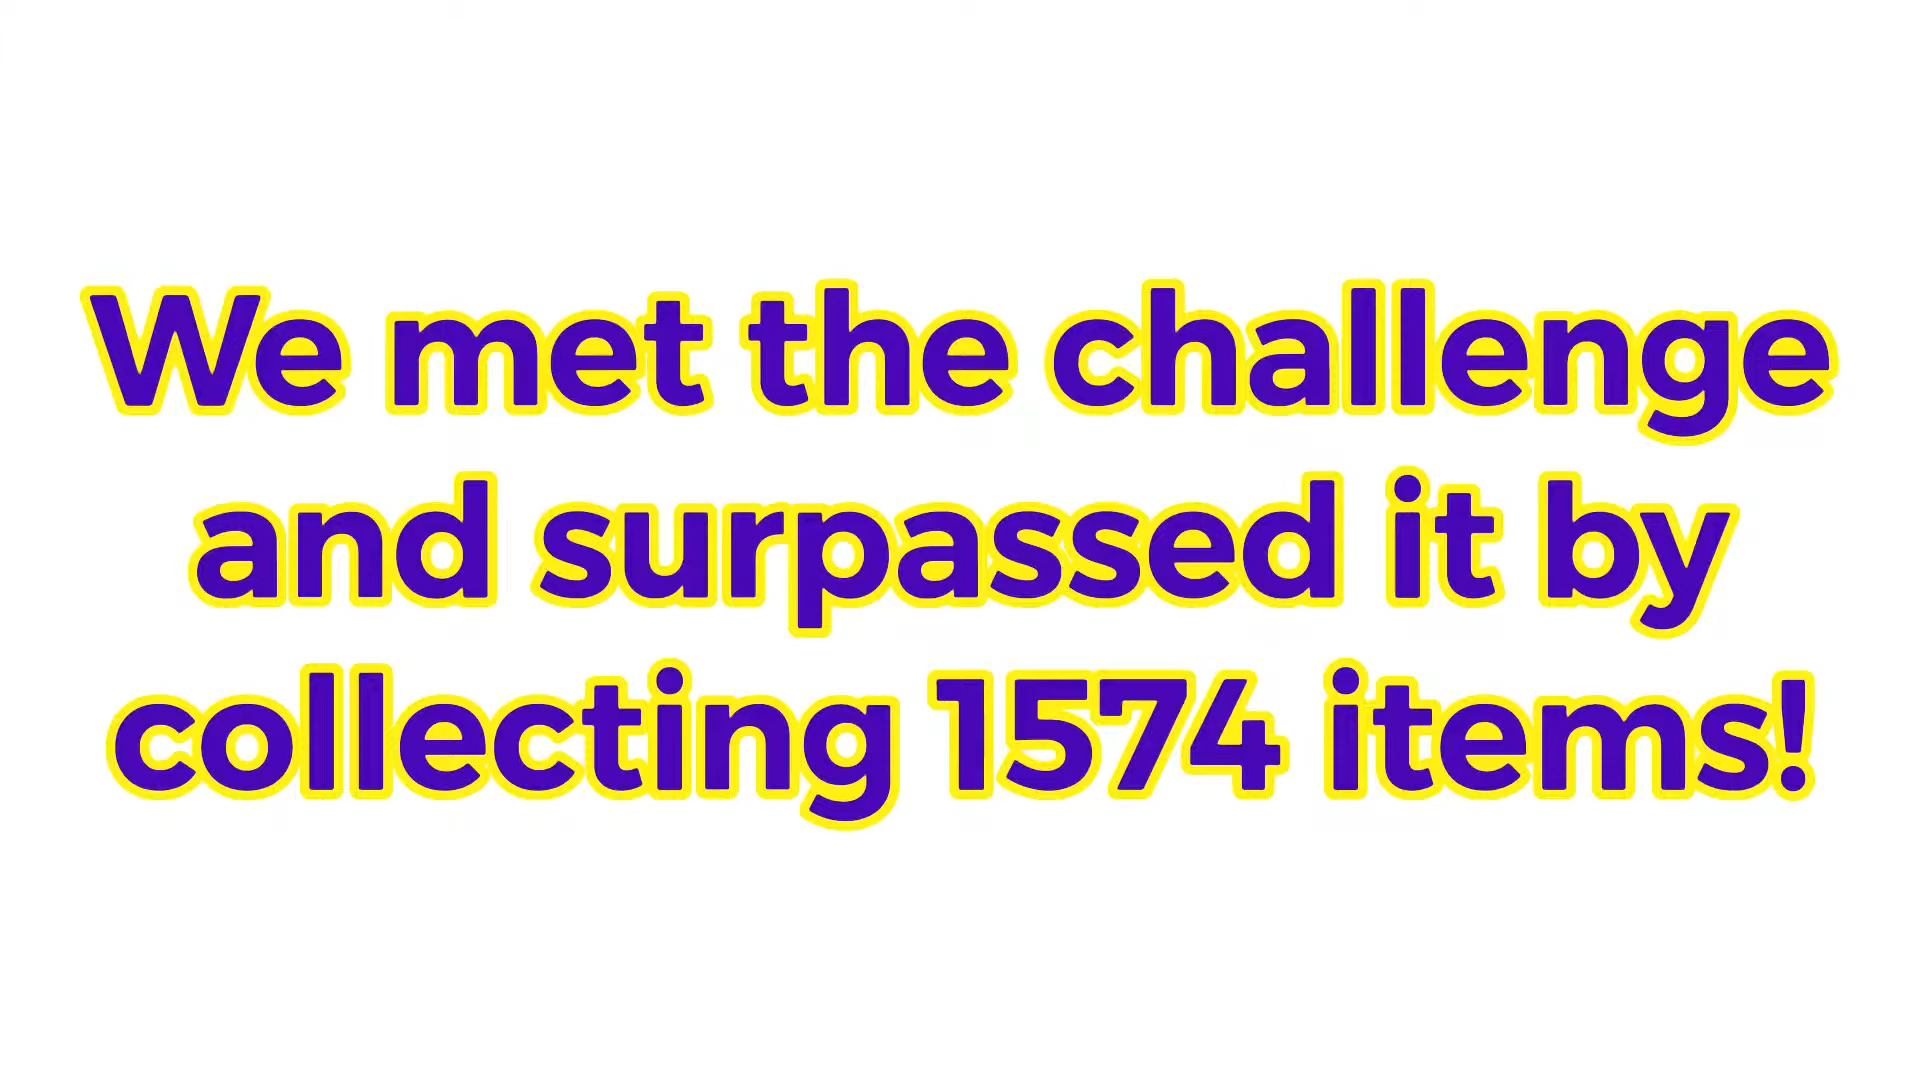 We met the challenge
and surpassed it by
collecting 1574 items!